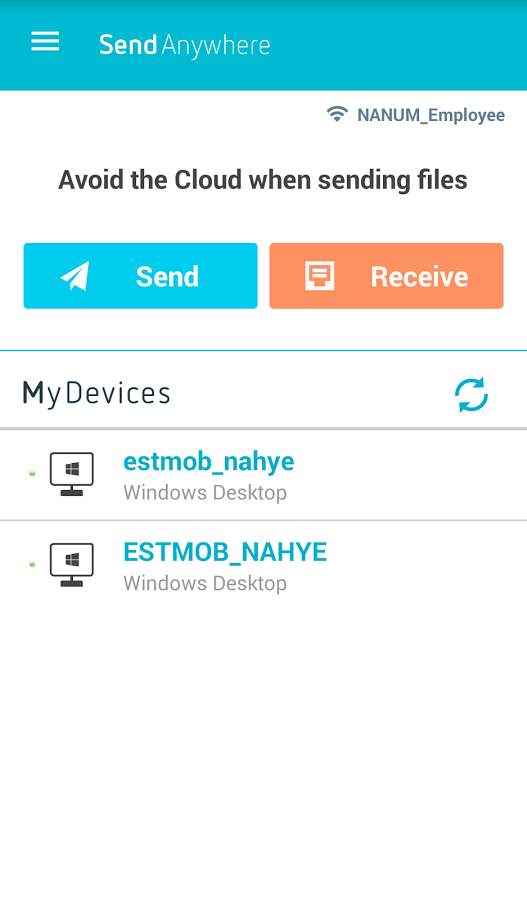 Send Anywhere
NANUM_Employee
Avoid the Cloud when sending files
Send
Receive
My Devices
estmob_nahye
Windows Desktop
ESTMOB_NAHYE
Windows Desktop